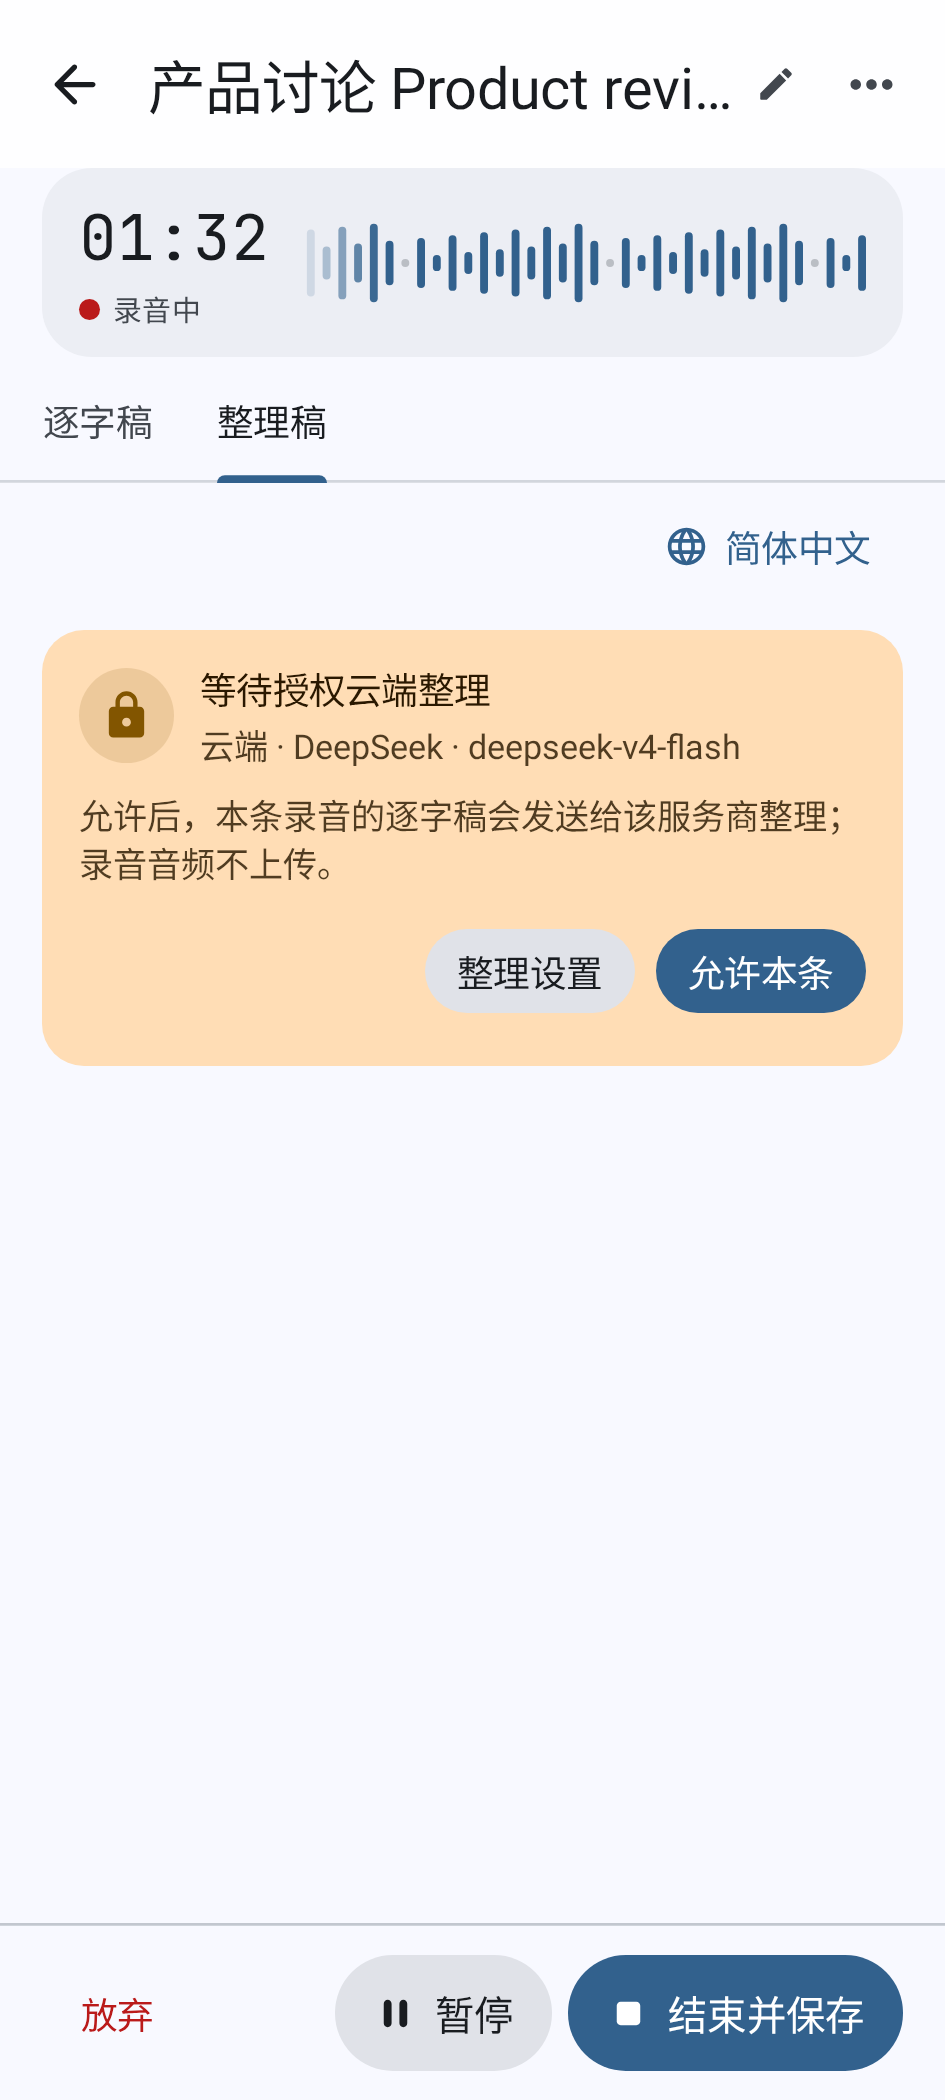 产品讨论 Product revi...
01:32
录音中
逐字稿
整理稿
简体中文
等待授权云端整理
云端 · DeepSeek · deepseek-v4-flash
允许后，本条录音的逐字稿会发送给该服务商整理；
录音音频不上传。
整理设置
允许本条
放弃
暂停
结束并保存